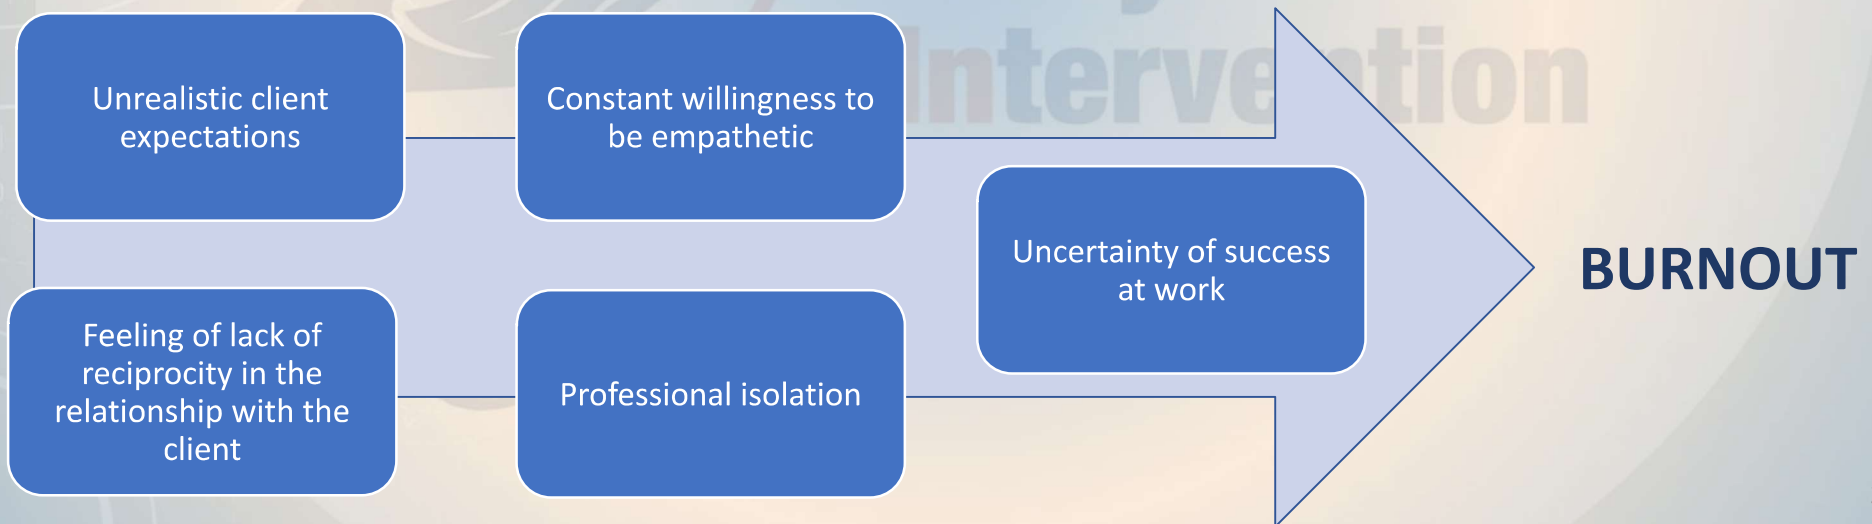 Intervention
Unrealistic client
expectations
Constant willingness to
be empathetic
Uncertainty of success
at work
BURNOUT
Feeling of lack of
reciprocity in the
relationship with the
client
Professional isolation